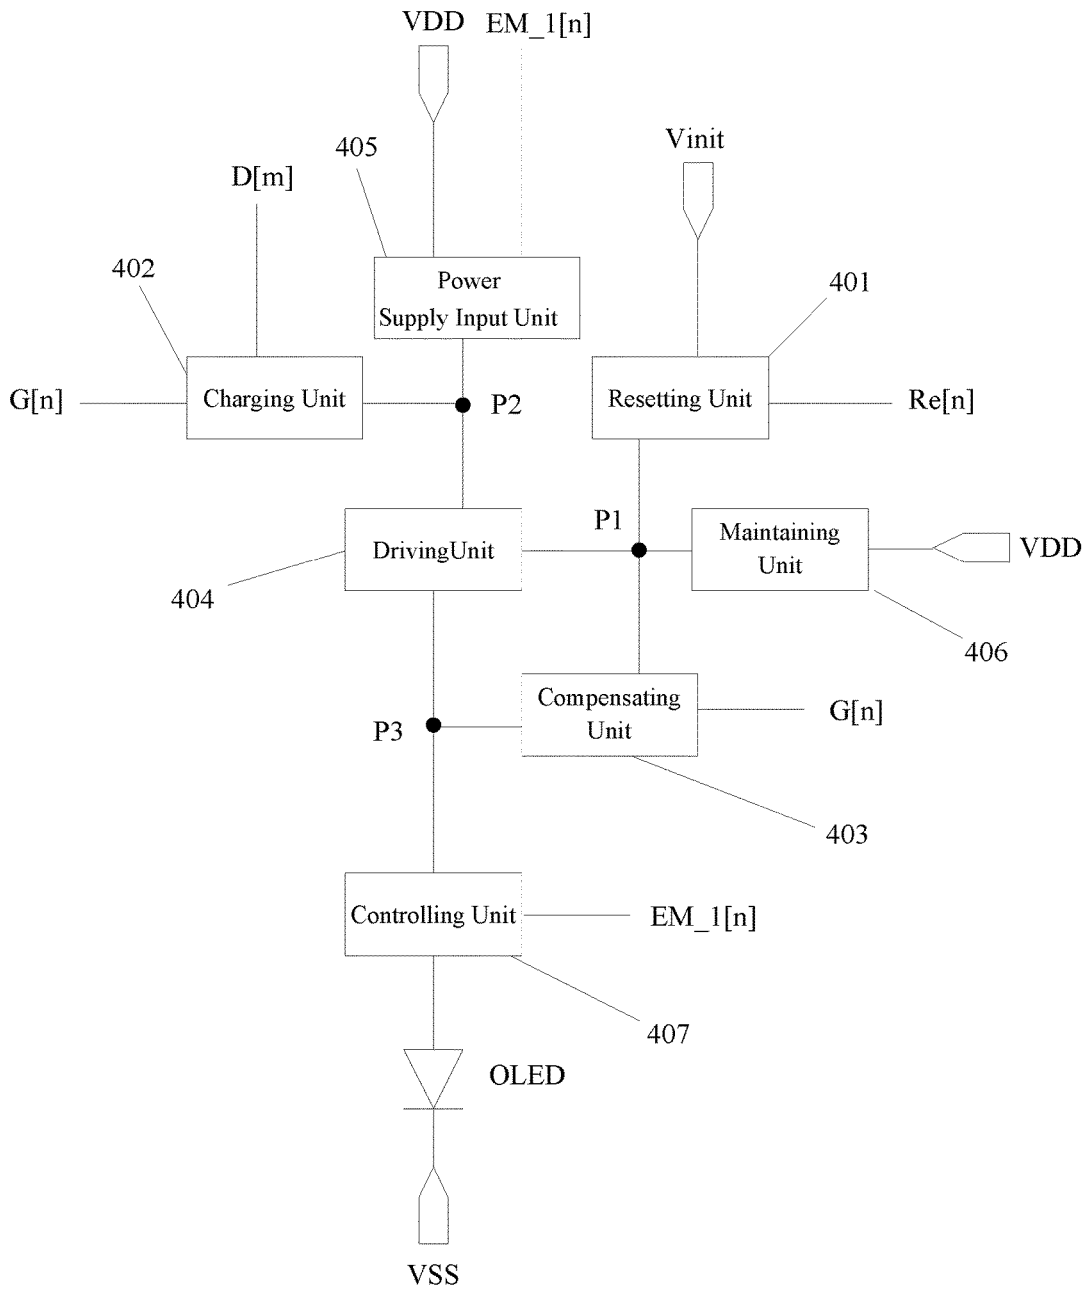 VDD
EM_1[n]
Vinit
405
D[m]
402
401
Power
Supply Input Unit
G[n]
Charging Unit
P2
Resetting Unit
Re[n]
P1
DrivingUnit
Maintaining
Unit
VDD
404
406
Compensating
Unit
G[n]
P3
403
Controlling Unit
EM_1[n]
407
OLED
VSS